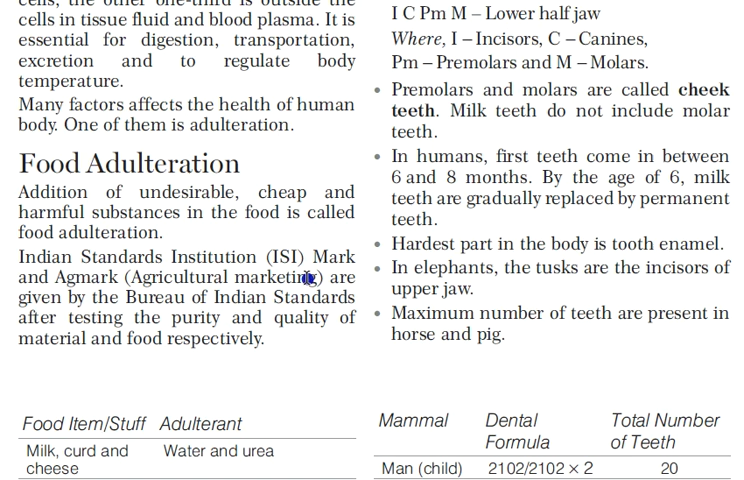 cells, the other one-third is outside the
cells in tissue fluid and blood plasma. It is
essential for digestion, transportation,
excretion and to regulate body
temperature.
Many factors affects the health of human
body. One of them is adulteration.
Food Adulteration
Addition of undesirable, cheap and
harmful substances in the food is called
food adulteration.
Indian Standards Institution (ISI) Mark
and Agmark (Agricultural marketing) are
given by the Bureau of Indian Standards
after testing the purity and quality of
material and food respectively.
Food Item/Stuff Adulterant
Milk, curd and Water and urea
cheese
I C Pm M – Lower half jaw
Where, I – Incisors, C – Canines,
Pm – Premolars and M – Molars.
• Premolars and molars are called cheek
teeth. Milk teeth do not include molar
teeth.
• In humans, first teeth come in between
6 and 8 months. By the age of 6, milk
teeth are gradually replaced by permanent
teeth.
• Hardest part in the body is tooth enamel.
• In elephants, the tusks are the incisors of
upper jaw.
• Maximum number of teeth are present in
horse and pig.
Mammal Dental Total Number
Formula of Teeth
Man (child) 2102/2102 × 2 20